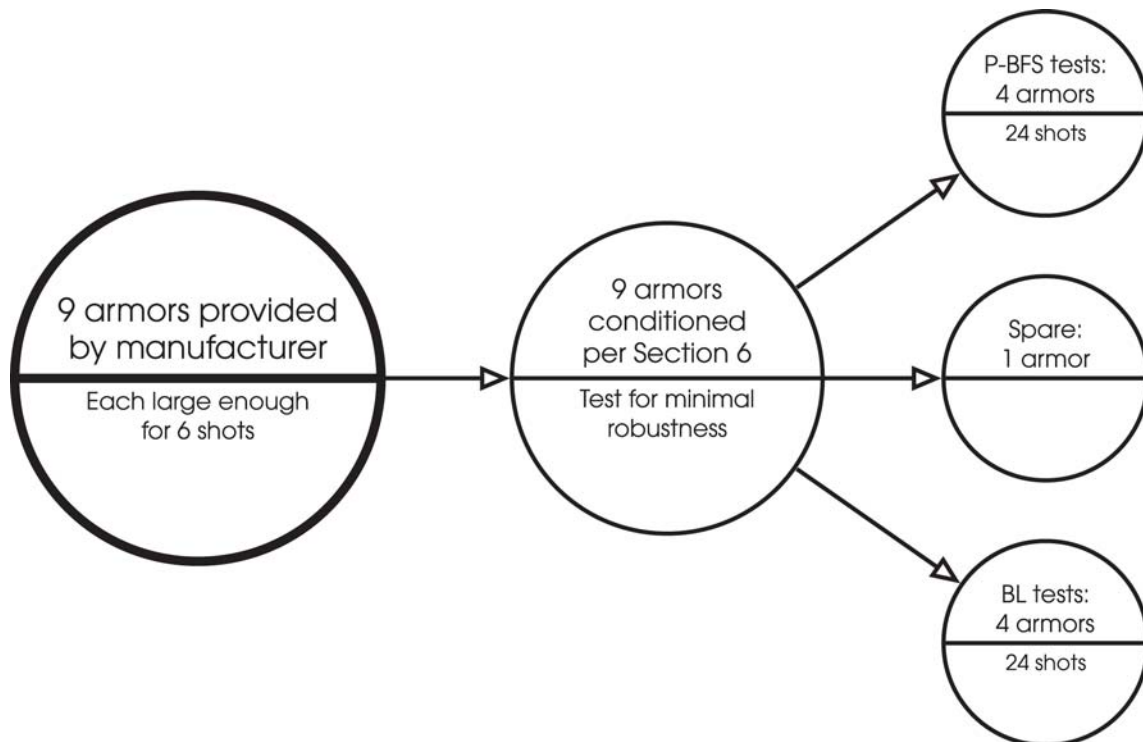 9 armors provided
by manufacturer
Each large enough
for 6 shots
9 armors
conditioned
per Section 6
Test for minimal
robustness
P-BFS tests:
4 armors
24 shots
Spare:
1 armor
BL tests:
4 armors
24 shots